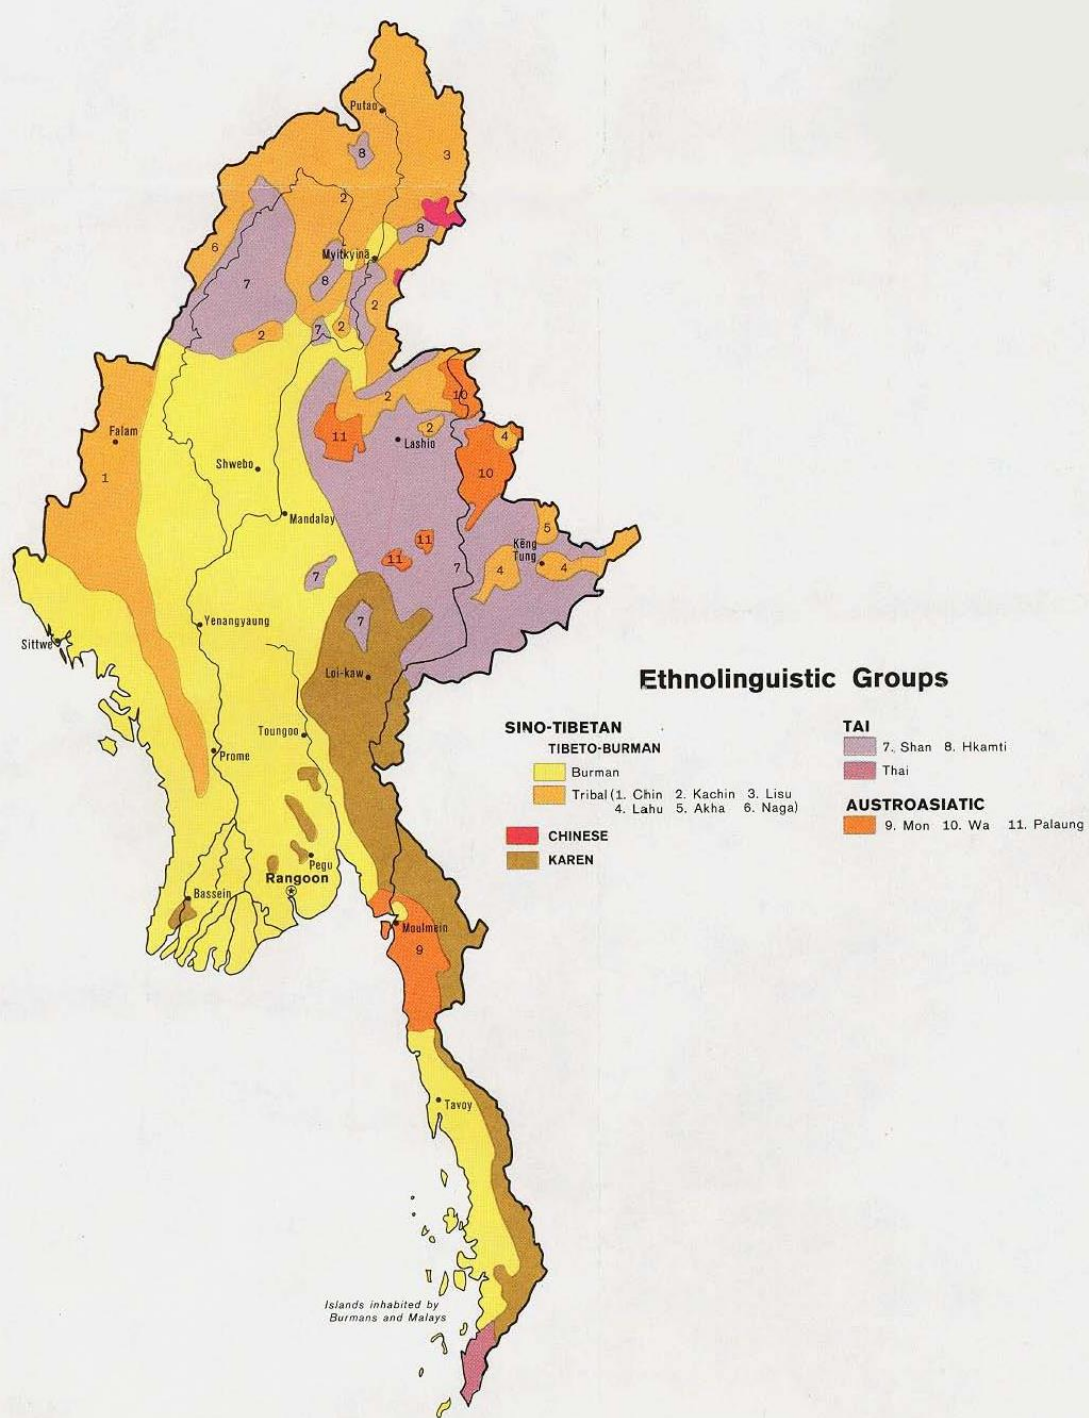 Putao
8
3
2
6
8
Myitkyinā
7
8
2
2
7
2
10
2
Falam
11
2
4
Lashio
1
Shwebo
10
Mandalay
5
11
Kēng
Tung
11
7
4
4
7
7
Yenangyaung
Sittwe
Loi-kaw
Toungoo
Prome
Pegu
Rangoon
Bassein
Moulmein
9
Tavoy
Islands inhabited by
Burmans and Malays
Ethnolinguistic Groups
SINO-TIBETAN
TIBETO-BURMAN
Burman
Tribal (1. Chin 2. Kachin 3. Lisu
4. Lahu 5. Akha 6. Naga)
CHINESE
KAREN
TAI
7. Shan 8. Hkamti
Thai
AUSTROASIATIC
9. Mon 10. Wa 11. Palaung